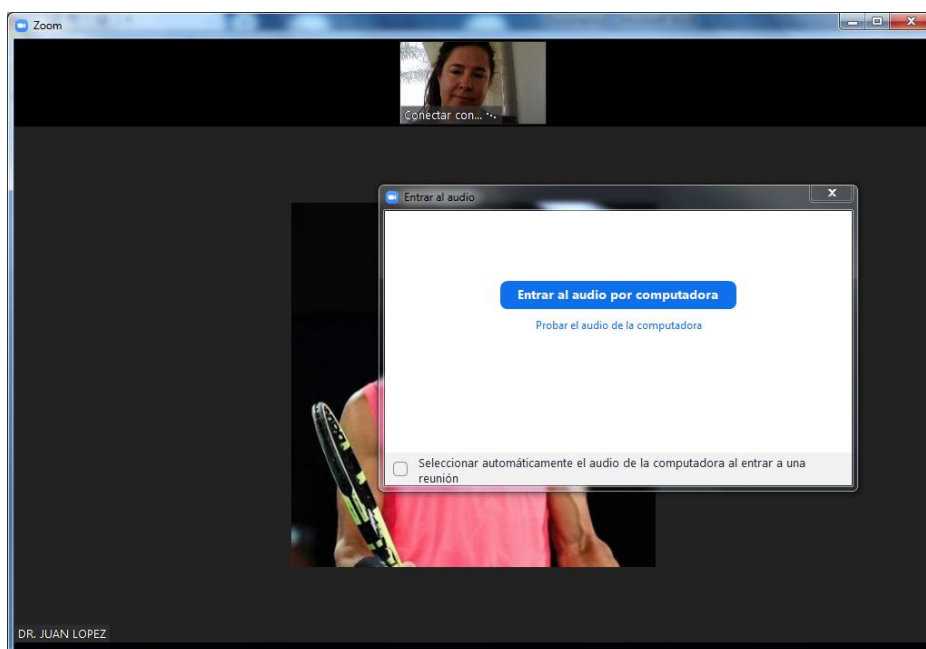 Zoom
Conectar con...
Entrar al audio
Entrar al audio por computadora
Probar el audio de la computadora
Seleccionar automáticamente el audio de la computadora al entrar a una
reunión
DR. JUAN LOPEZ